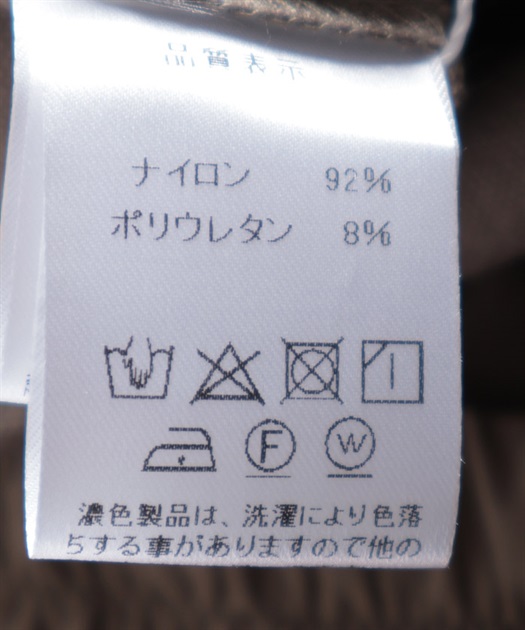 品質表示
ナイロン 92%
ポリウレタン 8%
F W
濃色製品は、洗濯により色落
ちする事がありますので他の